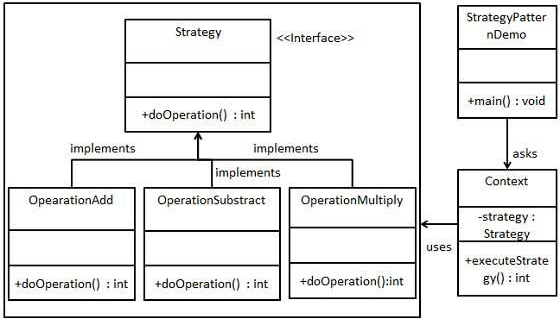 Strategy
<<Interface>>
+doOperation() : int
implements
implements
implements
OpearationAdd
+doOperation() : int
OperationSubstract
+doOperation() : int
OperationMultiply
+doOperation():int
StrategyPatter
nDemo
+main() : void
asks
Context
-strategy :
Strategy
+executeStrate
gy() : int
uses